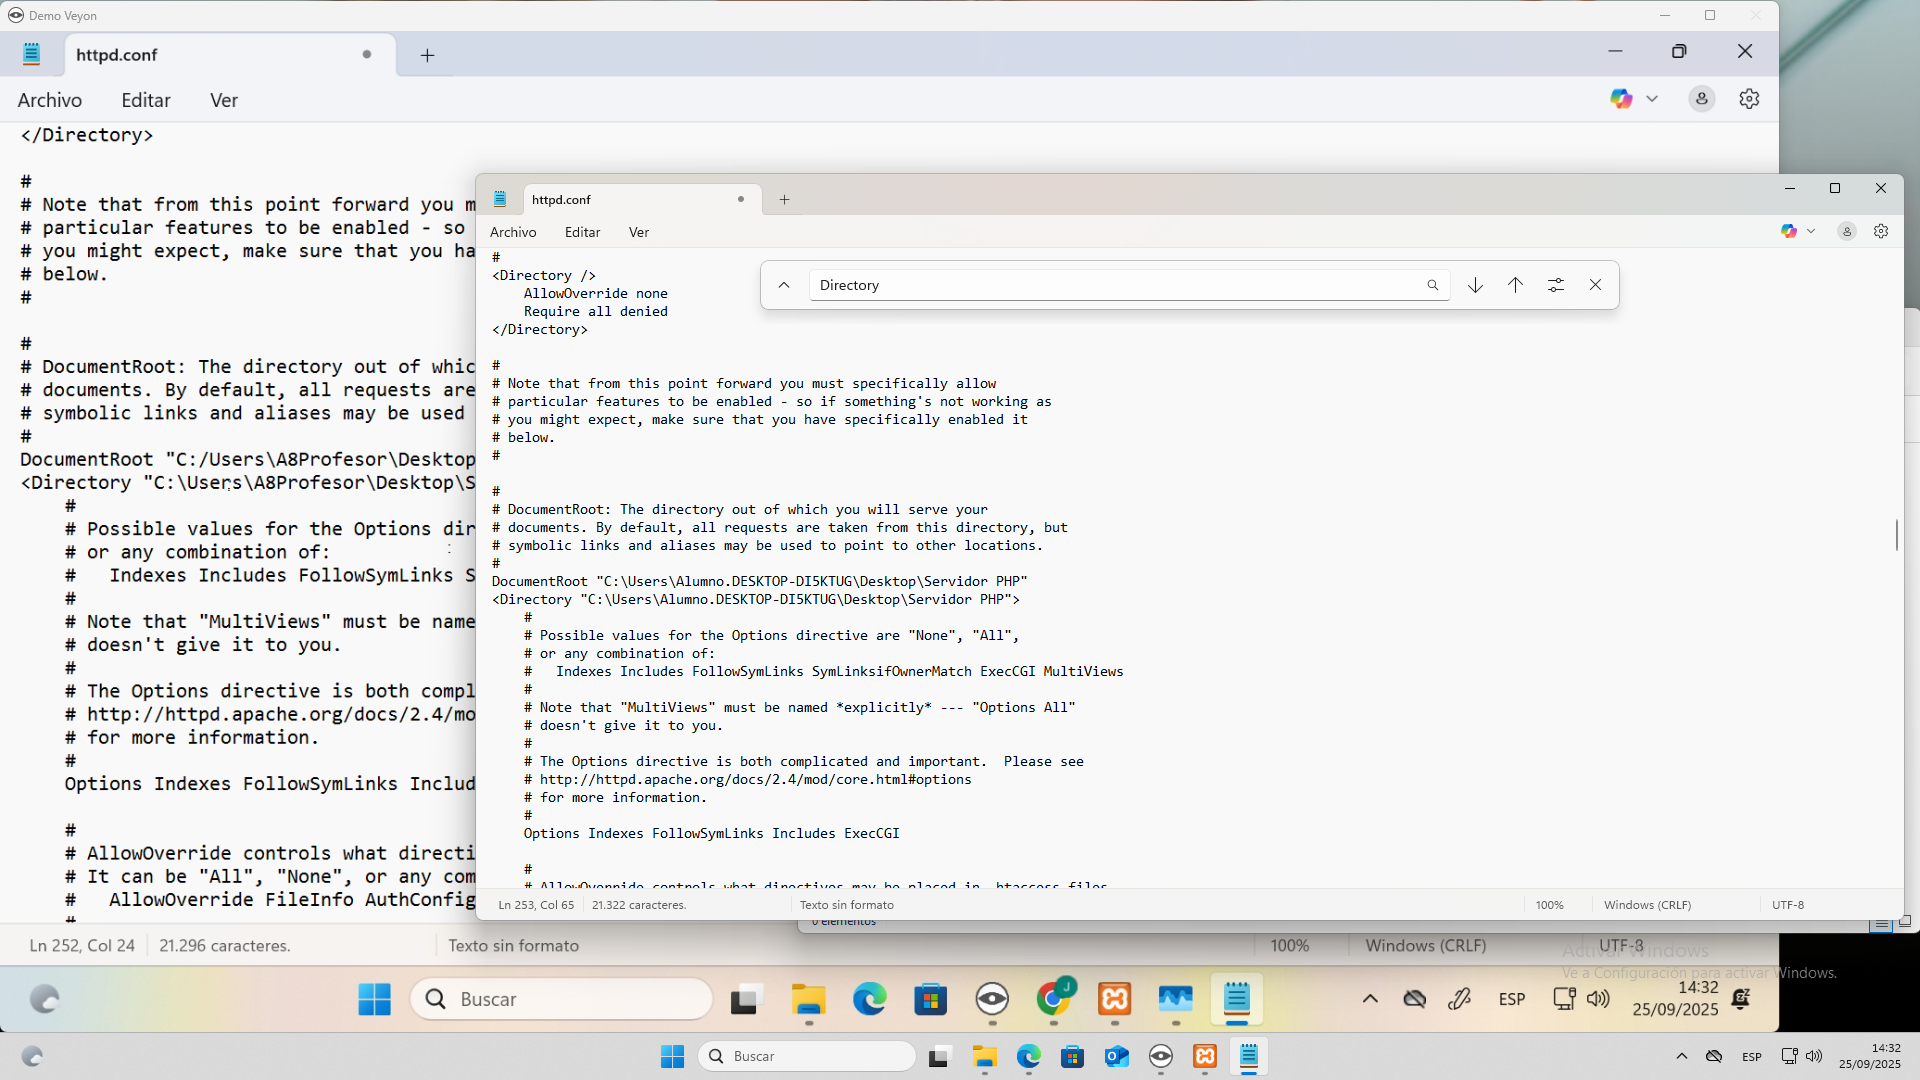 Demo Veyon
httpd.conf
Archivo Editar Ver
</Directory>
#
# Note that from this point forward you m
# particular features to be enabled - so
# you might expect, make sure that you ha
# below.
#
#
# DocumentRoot: The directory out of whic
# documents. By default, all requests are
# symbolic links and aliases may be used
#
DocumentRoot "C:/Users\A8Profesor\Desktop
<Directory "C:\Users\A8Profesor\Desktop\S
#
# Possible values for the Options dir
# or any combination of:
#   Indexes Includes FollowSymLinks S
#
# Note that "MultiViews" must be name
# doesn't give it to you.
#
# The Options directive is both compl
# http://httpd.apache.org/docs/2.4/mo
# for more information.
#
Options Indexes FollowSymLinks Includ
#
# AllowOverride controls what directi
# It can be "All", "None", or any com
#   AllowOverride FileInfo AuthConfig
#
Ln 252, Col 24 21.296 caracteres. Texto sin formato 100% Windows (CRLF) UTF-8
httpd.conf
Archivo Editar Ver
Directory
#
<Directory />
AllowOverride none
Require all denied
</Directory>
#
# Note that from this point forward you must specifically allow
# particular features to be enabled - so if something's not working as
# you might expect, make sure that you have specifically enabled it
# below.
#
#
# DocumentRoot: The directory out of which you will serve your
# documents. By default, all requests are taken from this directory, but
# symbolic links and aliases may be used to point to other locations.
#
DocumentRoot "C:\Users\Alumno.DESKTOP-DI5KTUG\Desktop\Servidor PHP"
<Directory "C:\Users\Alumno.DESKTOP-DI5KTUG\Desktop\Servidor PHP">
#
# Possible values for the Options directive are "None", "All",
# or any combination of:
#   Indexes Includes FollowSymLinks SymLinksifOwnerMatch ExecCGI MultiViews
#
# Note that "MultiViews" must be named *explicitly* --- "Options All"
# doesn't give it to you.
#
# The Options directive is both complicated and important.  Please see
# http://httpd.apache.org/docs/2.4/mod/core.html#options
# for more information.
#
Options Indexes FollowSymLinks Includes ExecCGI
#
# AllowOverride controls what directives may be placed in .htaccess files.
Ln 253, Col 65 21.322 caracteres. Texto sin formato 100% Windows (CRLF) UTF-8
0 elementos
Activar Windows
Ve a Configuración para activar Windows.
Buscar
J
ESP
14:32
25/09/2025
Buscar
ESP
14:32
25/09/2025